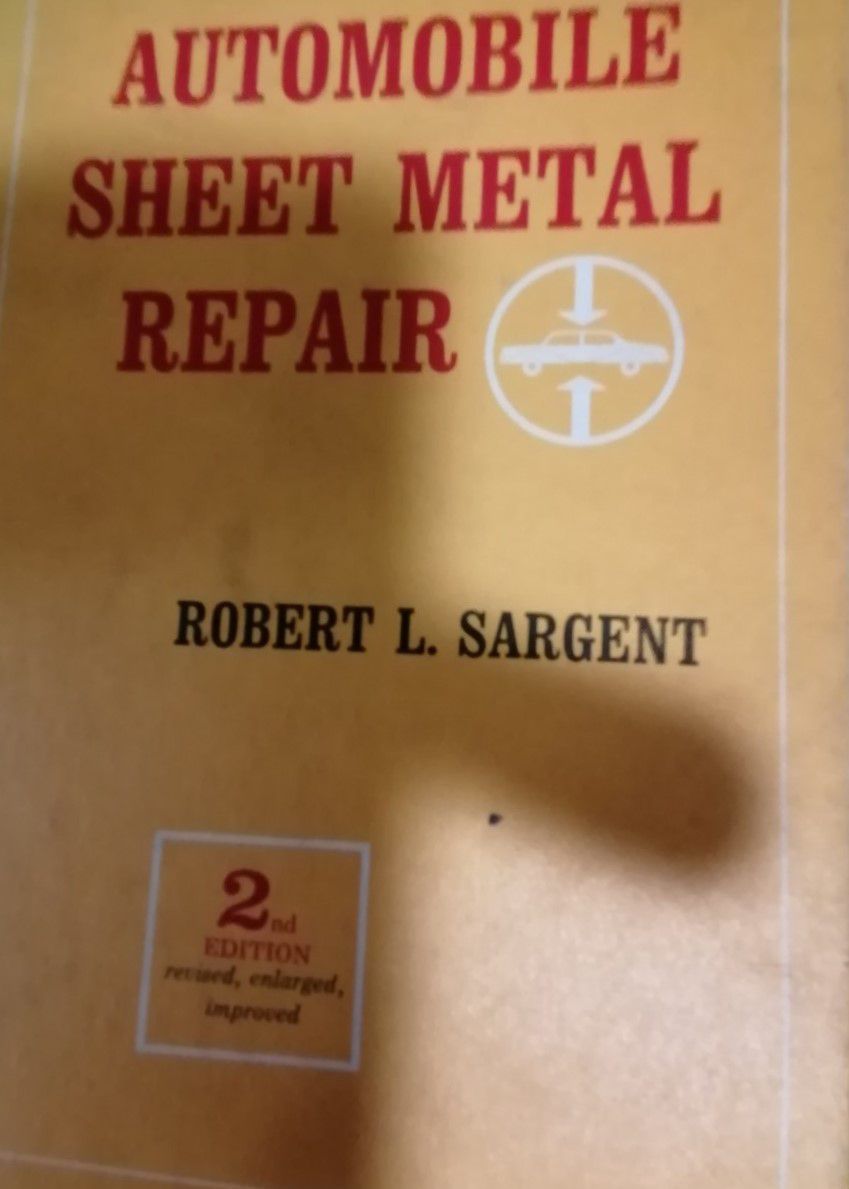 AUTOMOBILE
SHEET METAL
REPAIR
ROBERT L. SARGENT
2nd
EDITION
revised, enlarged,
improved